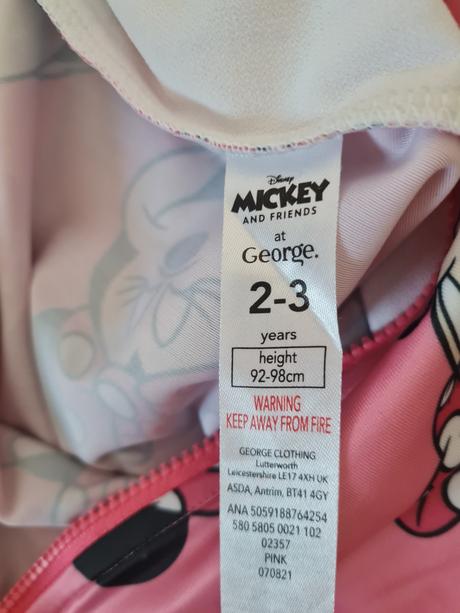 Disney
MICKEY
AND FRIENDS
at
George.
2-3
years
height
92-98cm
WARNING
KEEP AWAY FROM FIRE
GEORGE CLOTHING
Lutterworth
Leicestershire LE17 4XH UK
ASDA, Antrim, BT41 4GY
ANA 5059188764254
580 5805 0021 102
02357
PINK
070821